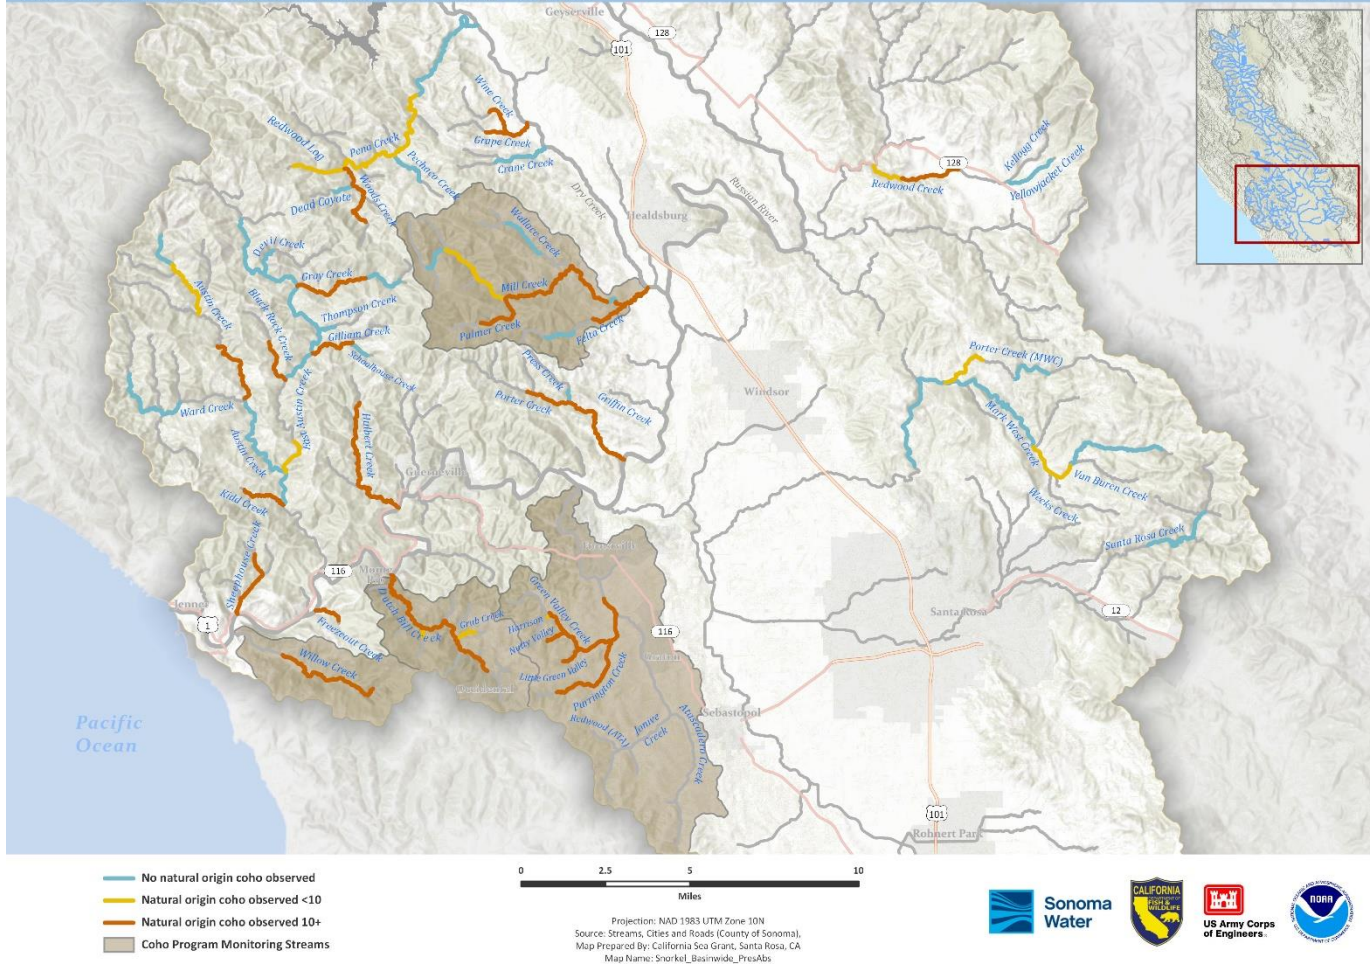 Geyserville
128
101
Wine Creek
Redwood Log
Pena Creek
Grape Creek
Crane Creek
Pechaco Creek
Woods Creek
Dead Coyote
Dry Creek
Russian River
Healdsburg
128
Redwood Creek
Kellogg Creek
Yellowjacket Creek
Wallace Creek
Devil Creek
Gray Creek
Mill Creek
Austin Creek
Black Rock Creek
Thompson Creek
Gilliam Creek
Schoolhouse Creek
Palmer Creek
Felta Creek
Press Creek
Porter Creek
Griffin Creek
Windsor
Porter Creek (MWC)
Mark West Creek
Ward Creek
East Austin Creek
Austin Creek
Hulbert Creek
Guerneville
Kidd Creek
Van Buren Creek
Weeks Creek
Santa Rosa Creek
Sheephouse Creek
116
Monte
Rio
Forestville
Jenner
1
Freezeout Creek
Dutch Bill Creek
Grub Creek
Green Valley Creek
Harrison
Nutty Valley
Little Green Valley
Purrington Creek
116
Graton
Santa Rosa
12
Willow Creek
Occidental
Redwood (ATA)
Jonive
Creek
Atascadero Creek
Sebastopol
Pacific
Ocean
101
Rohnert Park
No natural origin coho observed
Natural origin coho observed <10
Natural origin coho observed 10+
Coho Program Monitoring Streams
0 2.5 5 10
Miles
Projection: NAD 1983 UTM Zone 10N
Source: Streams, Cities and Roads (County of Sonoma),
Map Prepared By: California Sea Grant, Santa Rosa, CA
Map Name: Snorkel_Basinwide_PresAbs
Sonoma
Water
CALIFORNIA
FISH &
WILDLIFE
US Army Corps
of Engineers
NOAA